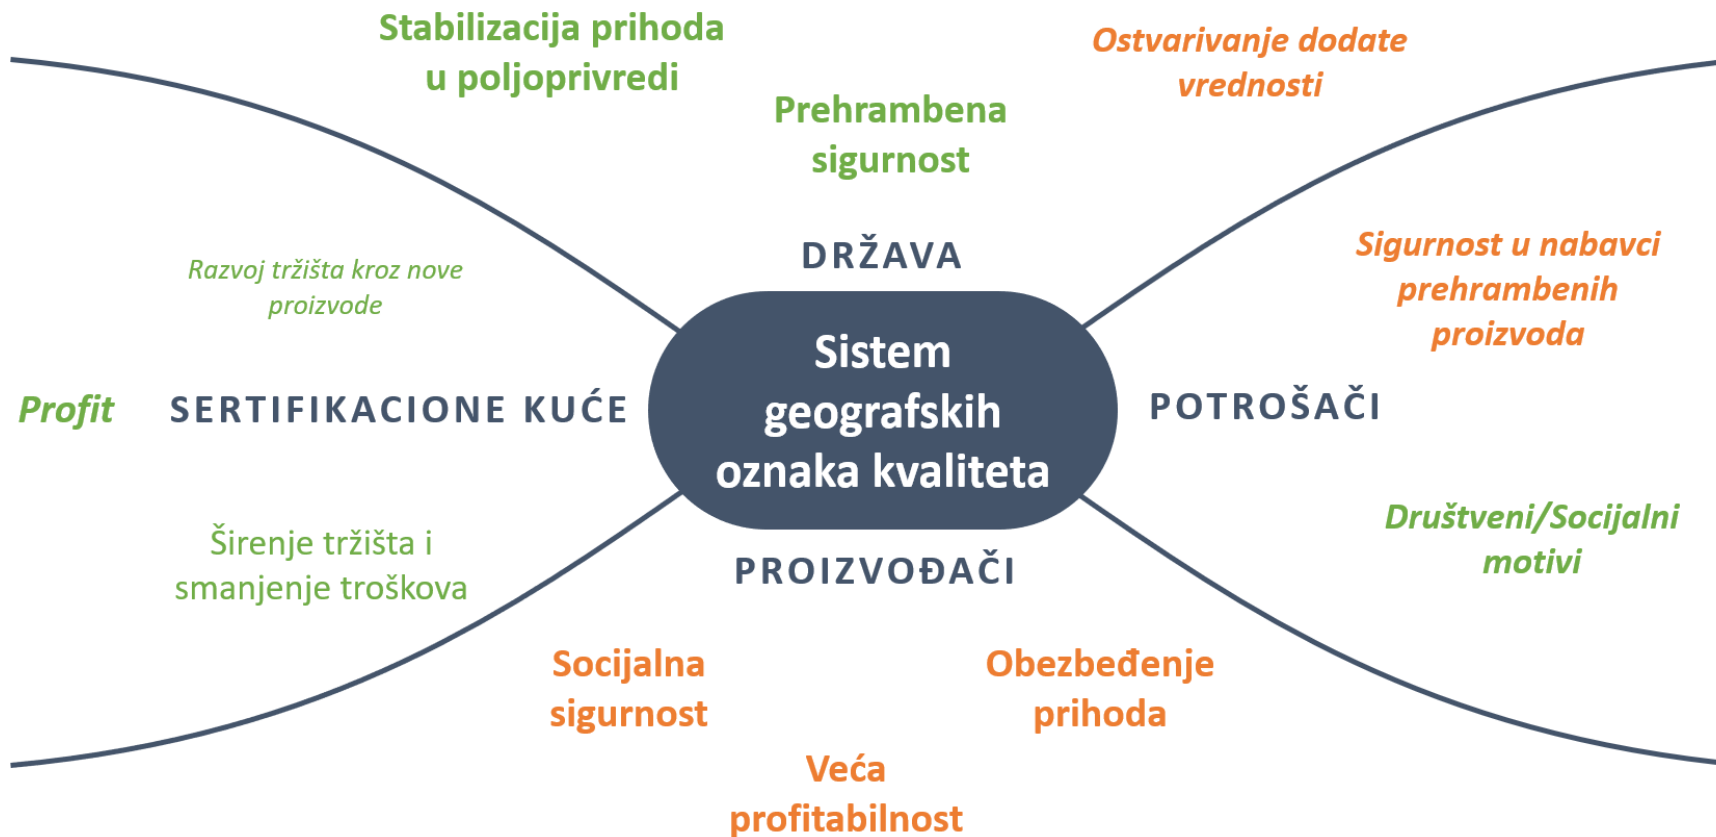 Stabilizacija prihoda
u poljoprivredi
Ostvarivanje dodate
vrednosti
Prehrambena
sigurnost
DRŽAVA
Razvoj tržišta kroz nove
proizvode
Sigurnost u nabavci
prehrambenih
proizvoda
Profit
SERTIFIKACIONE KUĆE
Sistem
geografskih
oznaka kvaliteta
POTROŠAČI
Širenje tržišta i
smanjenje troškova
Društveni/Socijalni
motivi
PROIZVOĐAČI
Socijalna
sigurnost
Obezbeđenje
prihoda
Veća
profitabilnost